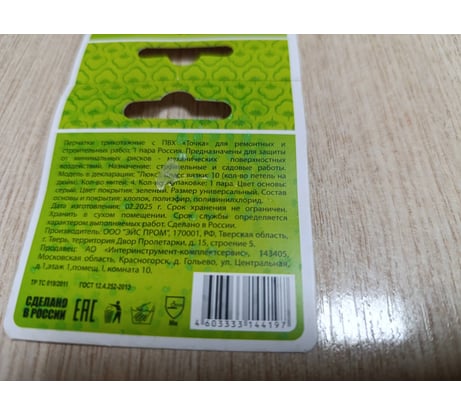 Перчатки трикотажные с ПВХ «Точка» для ремонтных и
строительных работ, 1 пара Россия. Предназначены для защиты
от минимальных рисков - механических поверхностных
воздействий. Назначение: строительные и садовые работы.
Модель в декларации: "Люкс". Класс вязки: 10 (кол-во петель на
дюйм). Кол-во нитей: 4. Кол-во в упаковке: 1 пара. Цвет основы:
серый. Цвет покрытия: зеленый. Размер универсальный. Состав
основы и покрытия: хлопок, полиэфир, поливинилхлорид.
Дата изготовления: 02.2025 г. Срок хранения не ограничен.
Хранить в сухом помещении. Срок службы определяется
характером выполняемых работ. Сделано в России.
ООО "ЭЙС ПРОМ", 170001, РФ, Тверская область,
г. Тверь, территория Двор Пролетарки, д. 15, строение 5.
Продавец: АО «Интеринструмент-комплектсервис», 143405,
Московская область, Красногорск, д. Гольево, ул. Центральная,
д.1,этаж 1,помещ. I, комната 10.
ТР ТС 019/2011 ГОСТ 12.4.252-2013
СДЕЛАНО
В РОССИИ
EAC
Ми
4 603333 144197